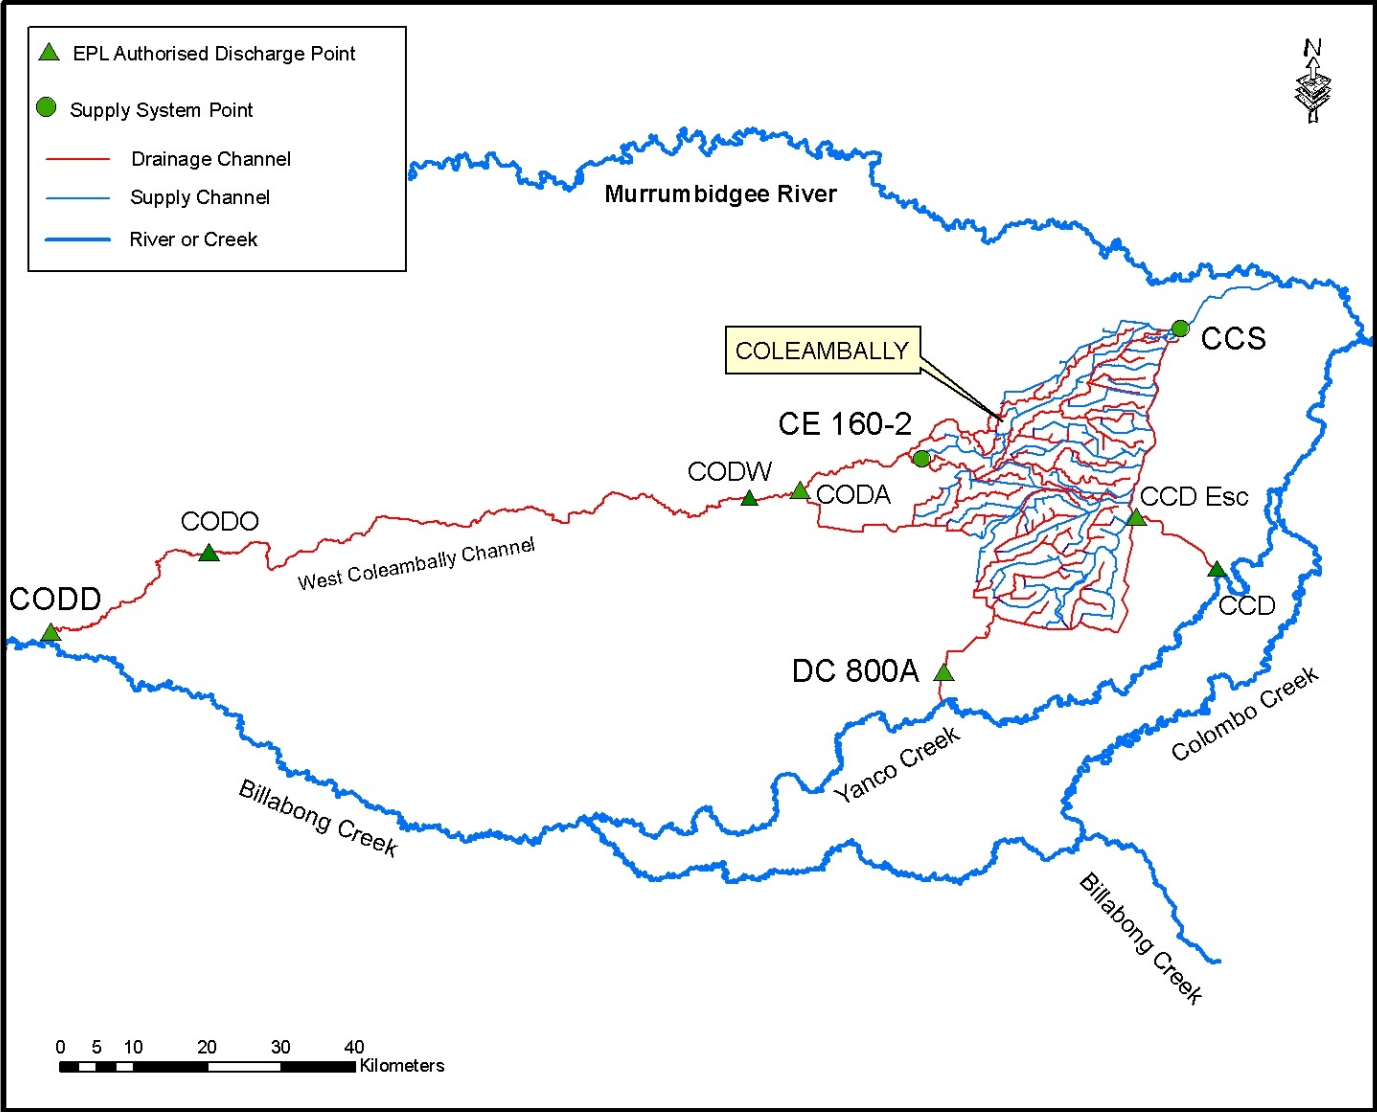 EPL Authorised Discharge Point
Supply System Point
Drainage Channel
Supply Channel
River or Creek
N
Murrumbidgee River
CCS
COLEAMBALLY
CE 160-2
CODW
CODA
CCD Esc
CODO
West Coleambally Channel
CODD
CCD
DC 800A
Colombo Creek
Yanco Creek
Billabong Creek
Billabong Creek
0 5 10 20 30 40
Kilometers